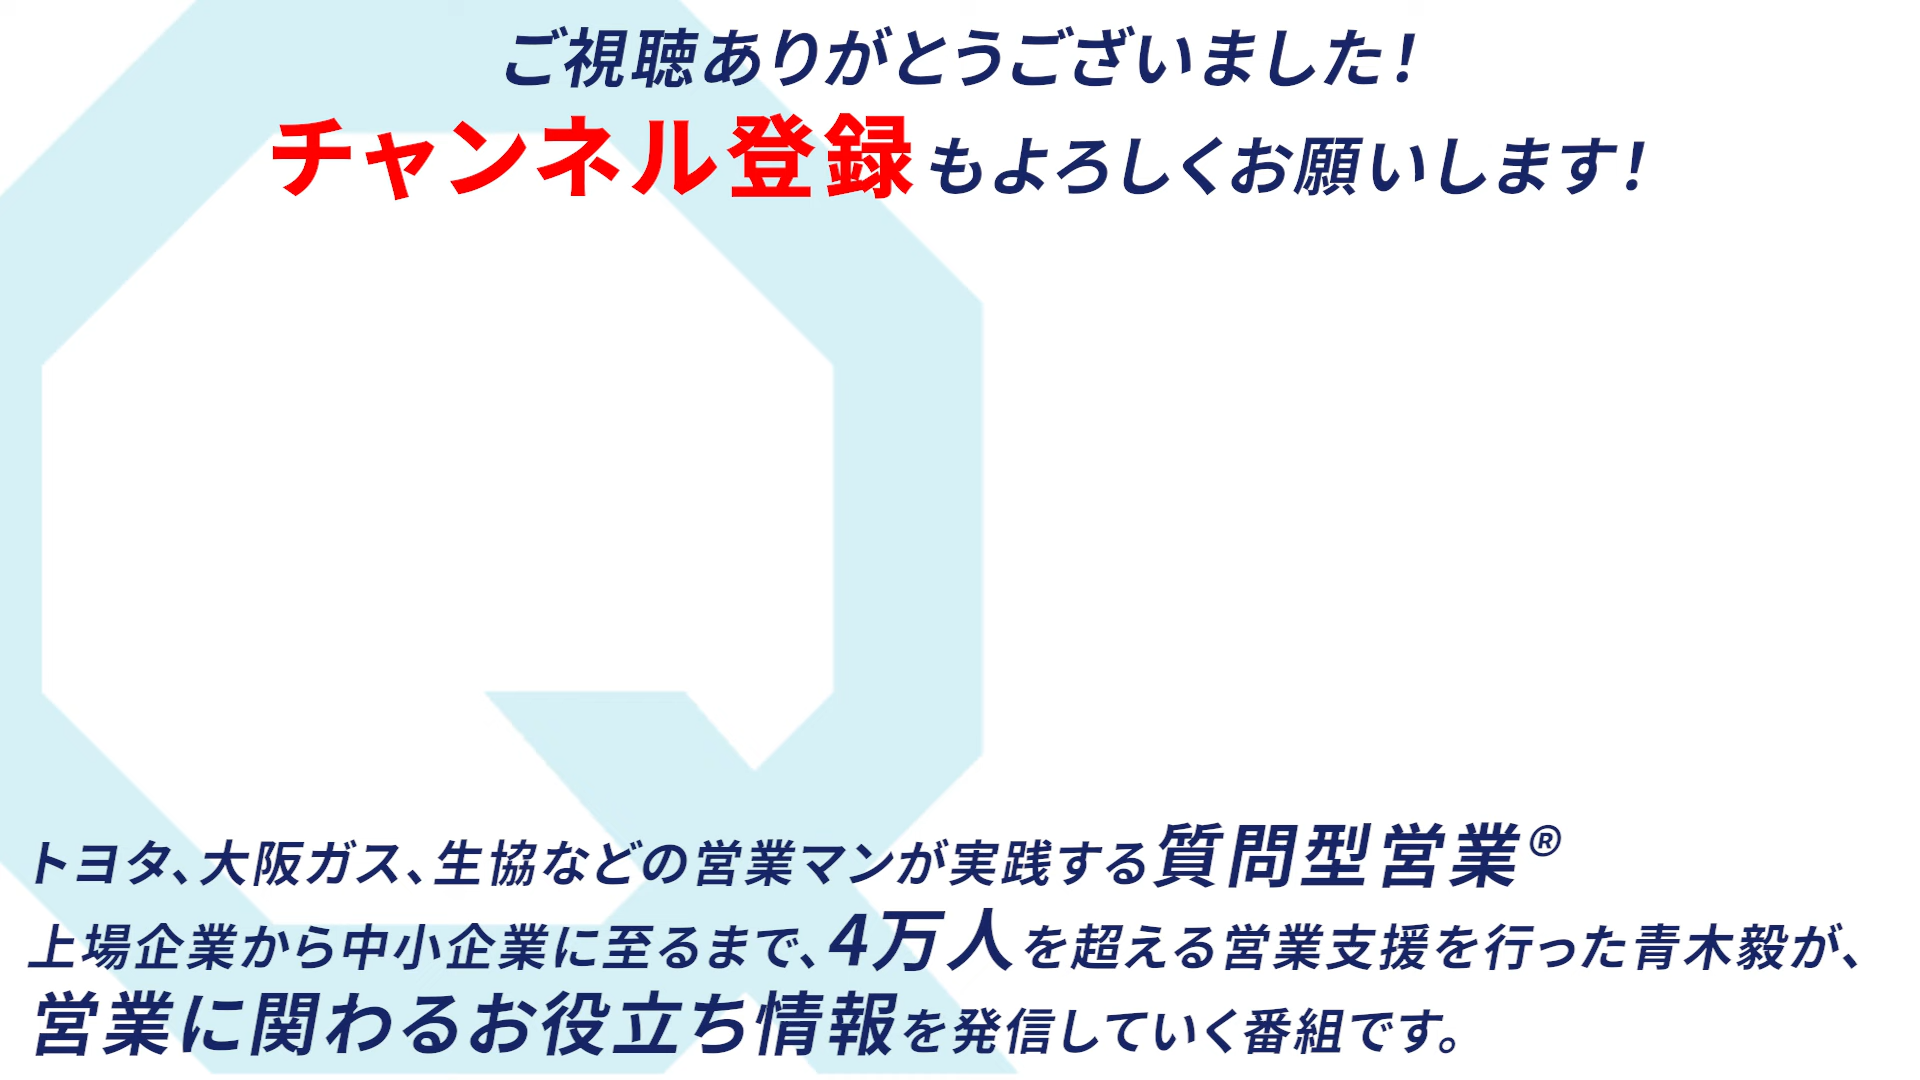 ご視聴ありがとうございました！
チャンネル登録もよろしくお願いします！
トヨタ、大阪ガス、生協などの営業マンが実践する質問型営業®
上場企業から中小企業に至るまで、4万人を超える営業支援を行った青木毅が、
営業に関わるお役立ち情報を発信していく番組です。